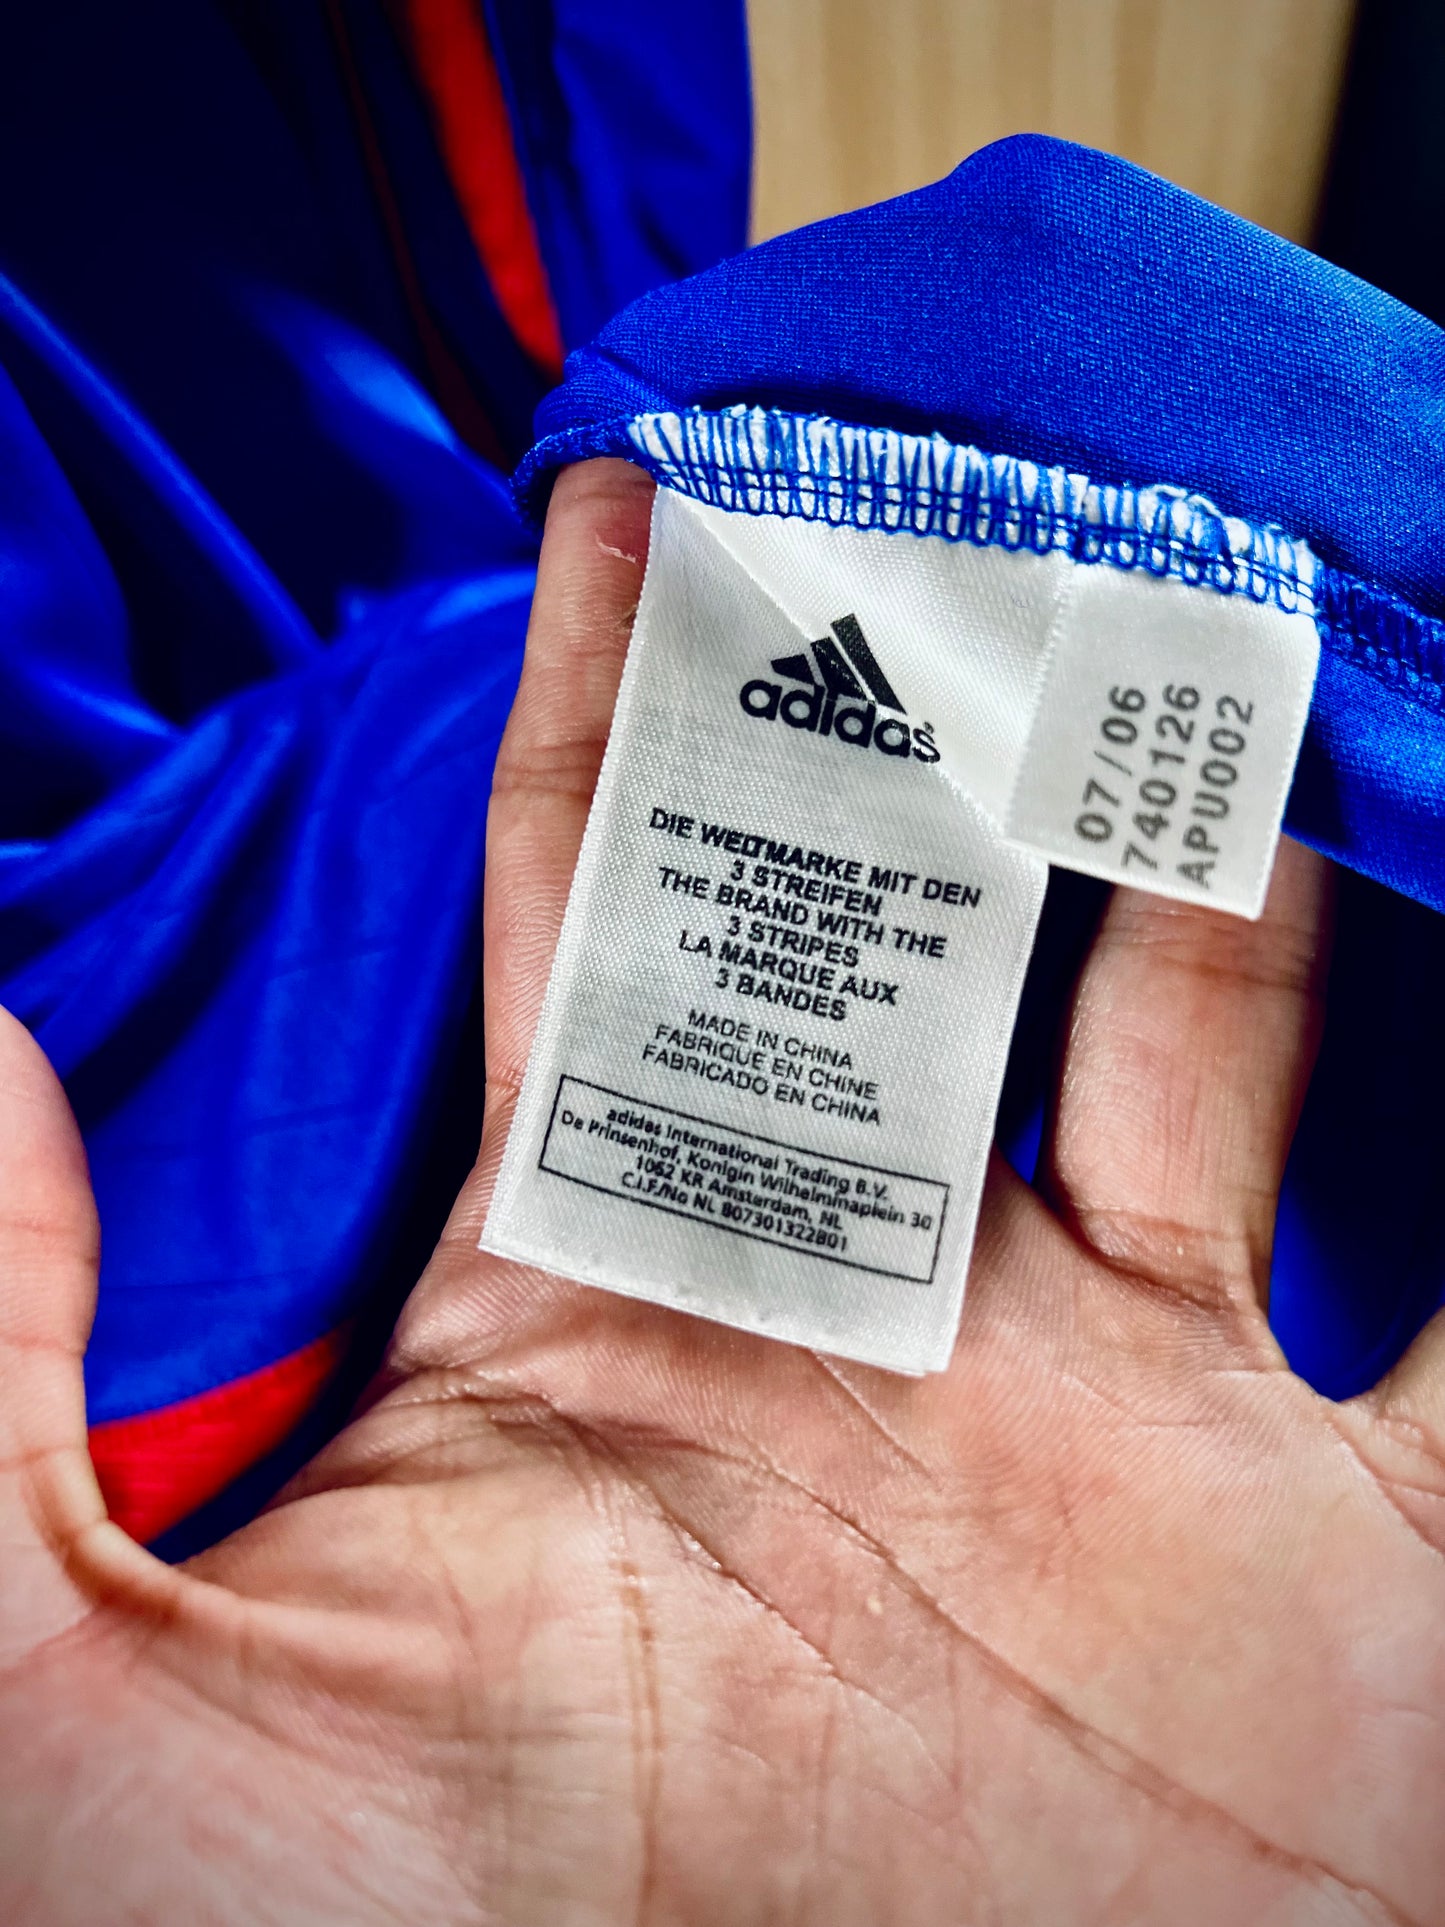 adidas
DIE WELTMARKE MIT DEN
3 STREIFEN
THE BRAND WITH THE
3 STRIPES
LA MARQUE AUX
3 BANDES
MADE IN CHINA
FABRIQUE EN CHINE
FABRICADO EN CHINA
adidas International Trading B.V.
De Prinsenhof, Konigin Wilhelminaplein 30
1062 KR Amsterdam, NL
C.I.F./No NL 807301322B01
07/06
740126
APU002